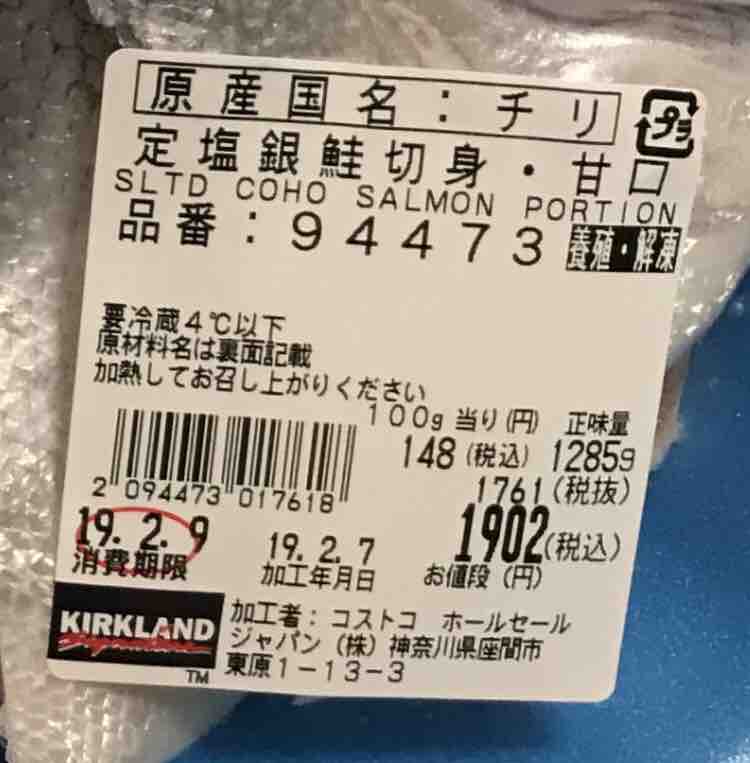 原産国名：チリ
プラ
定塩銀鮭切身・甘口
SLTD COHO SALMON PORTION
品番：94473 養殖・解凍
要冷蔵4℃以下
原材料名は裏面記載
加熱してお召し上がりください
100g 当り(円) 正味量
148(税込) 1285g
2 094473 017618
1761(税抜)
19.2.9 19.2.7 1902(税込)
消費期限 加工年月日 お値段(円)
KIRKLAND
Signature
TM
加工者：コストコ ホールセール
ジャパン(株)神奈川県座間市
東原1-13-3